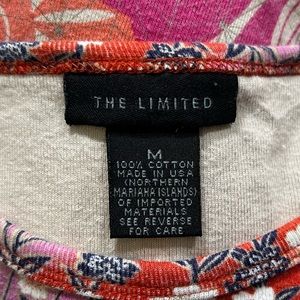 THE LIMITED
M
100% COTTON
MADE IN USA
(NORTHERN
MARIANA ISLANDS)
OF IMPORTED
MATERIALS
SEE REVERSE
FOR CARE